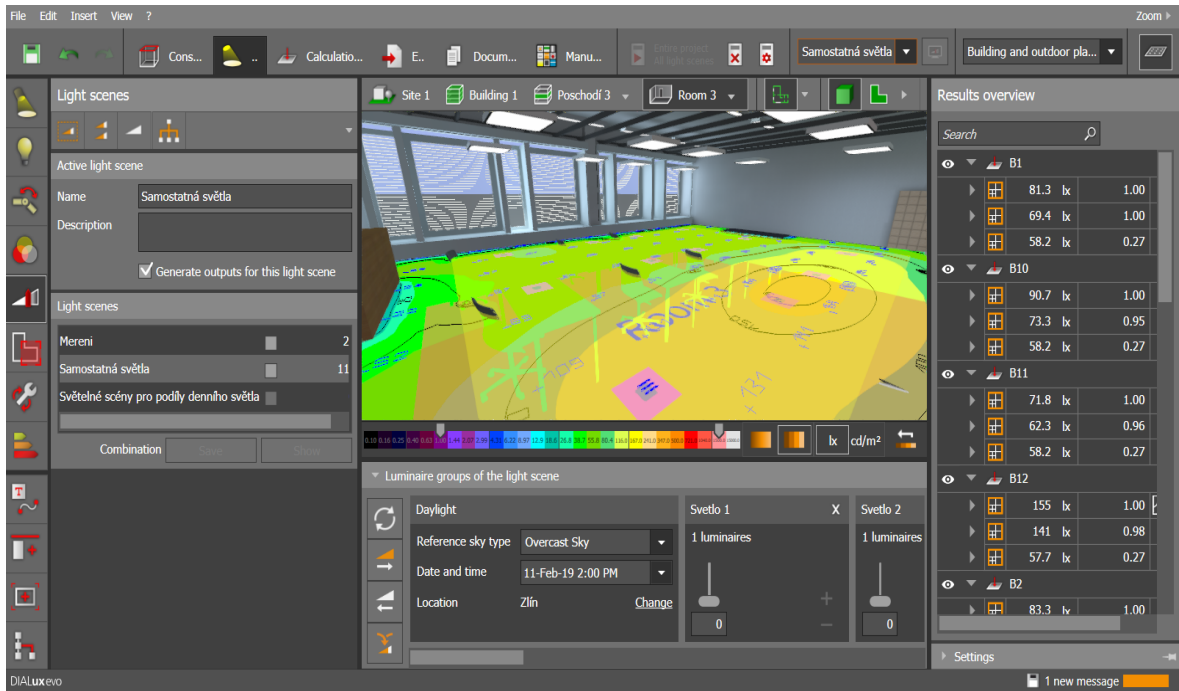 File Edit Insert View ? Zoom
Cons... .. Calculatio... E.. Docum... Manu... Entire project Samostatná světla Building and outdoor pla...
All light scenes
Light scenes
Active light scene
Name Samostatná světla
Description
Generate outputs for this light scene
Light scenes
Mereni 2
Samostatná světla 11
Světelné scény pro podíly denního světla
Combination Save Show
Site 1 Building 1 Poschodí 3 Room 3
lx cd/m²
Luminaire groups of the light scene
Daylight
Reference sky type Overcast Sky
Date and time 11-Feb-19 2:00 PM
Location Zlín Change
Svetlo 1 X
1 luminaires
0
Svetlo 2
1 luminaires
0
Results overview
Search
B1
81.3 lx 1.00
69.4 lx 1.00
58.2 lx 0.27
B10
90.7 lx 1.00
73.3 lx 0.95
58.2 lx 0.27
B11
71.8 lx 1.00
62.3 lx 0.96
58.2 lx 0.27
B12
155 lx 1.00
141 lx 0.98
57.7 lx 0.27
B2
83.3 lx 1.00
Settings
DIALux evo 1 new message